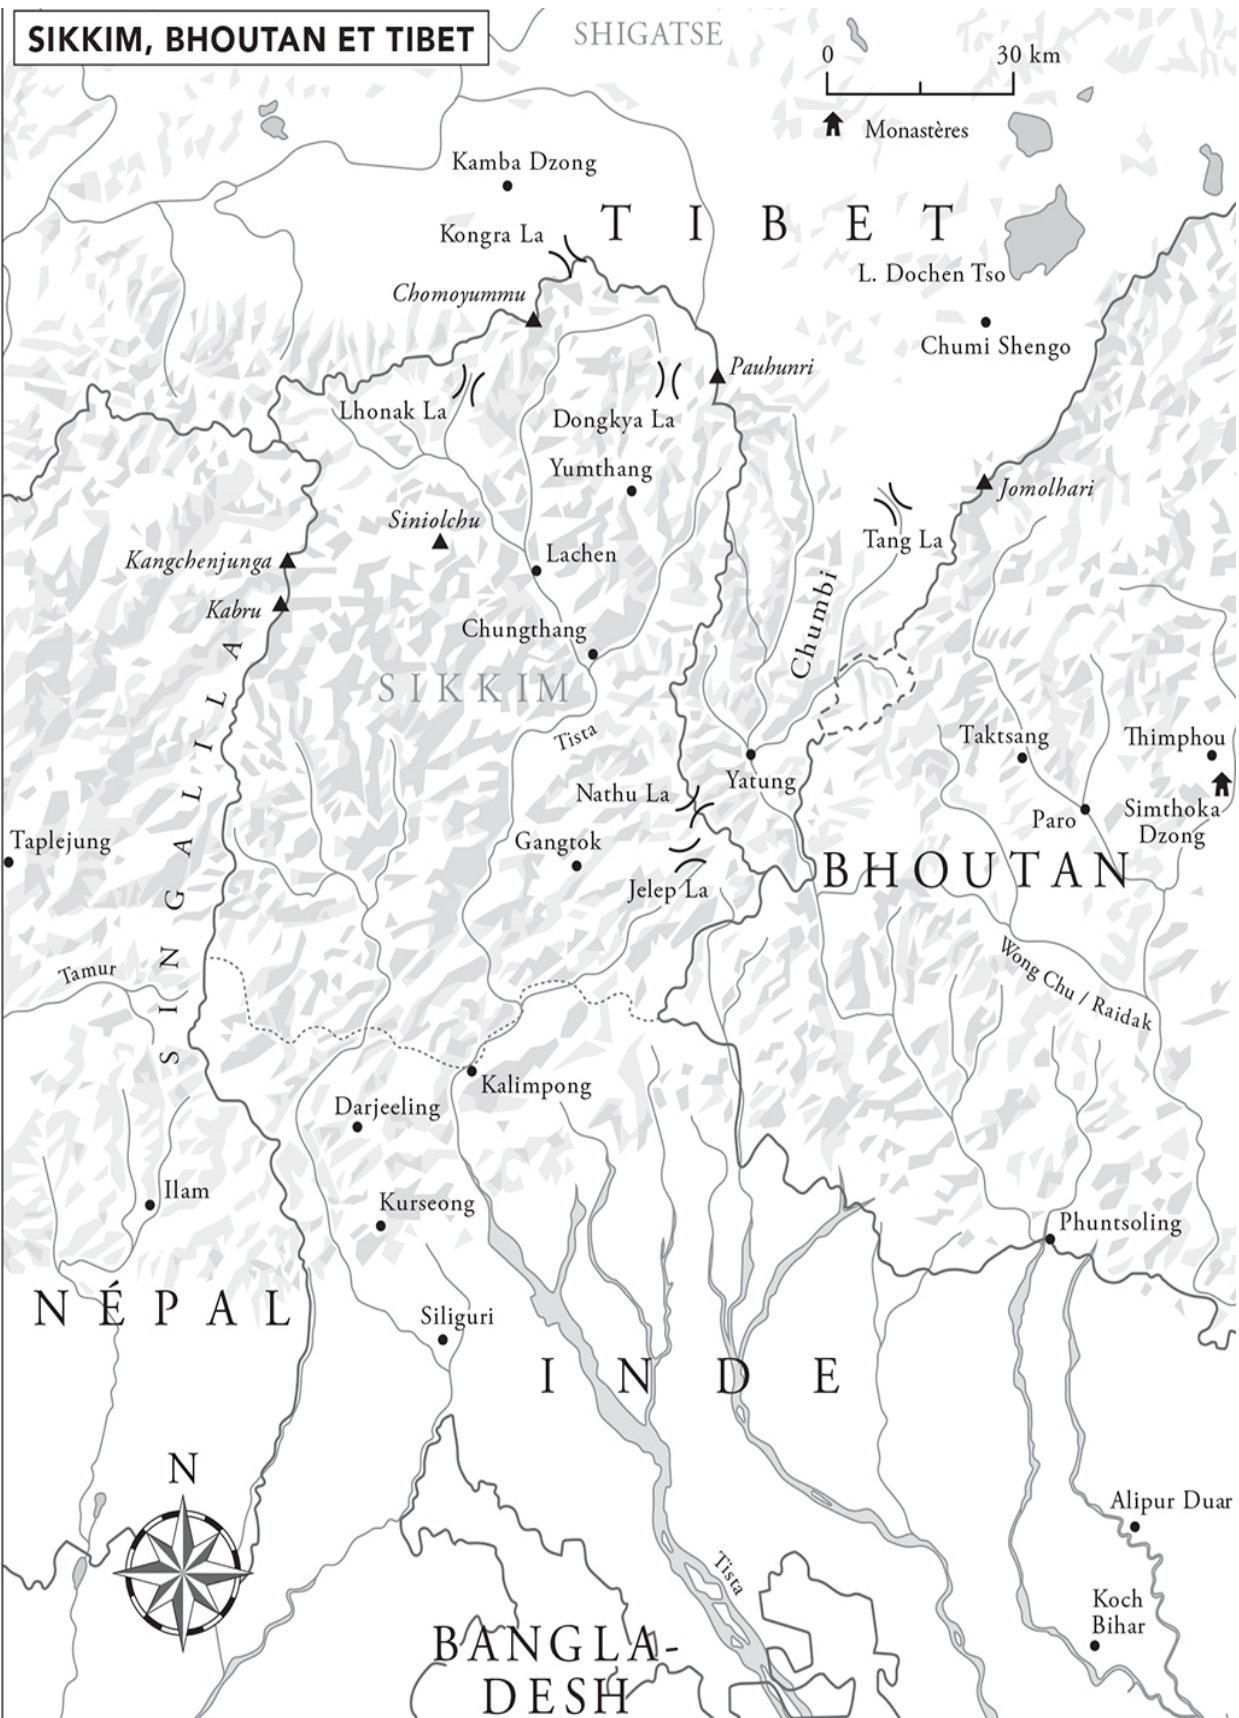 SIKKIM, BHOUTAN ET TIBET
SHIGATSE
0 30 km
Monastères
Kamba Dzong
TIBET
Kongra La
L. Dochen Tso
Chomoyummu
Chumi Shengo
Pauhunri
Lhonak La
Dongkya La
Yumthang
Jomolhari
Siniolchu
Tang La
Lachen
Kangchenjunga
Kabru
Chumbi
Chungthang
SIKKIM
SINGALILA
Tista
Taktsang
Thimphou
Yatung
Nathu La
Paro
Simthoka
Dzong
Taplejung
Gangtok
BHOUTAN
Jelep La
Tamur
Wong Chu / Raidak
Kalimpong
Darjeeling
Ilam
Kurseong
Phuntsoling
NÉPAL
Siliguri
INDE
N
Alipur Duar
Tista
Koch
Bihar
BANGLA-
DESH